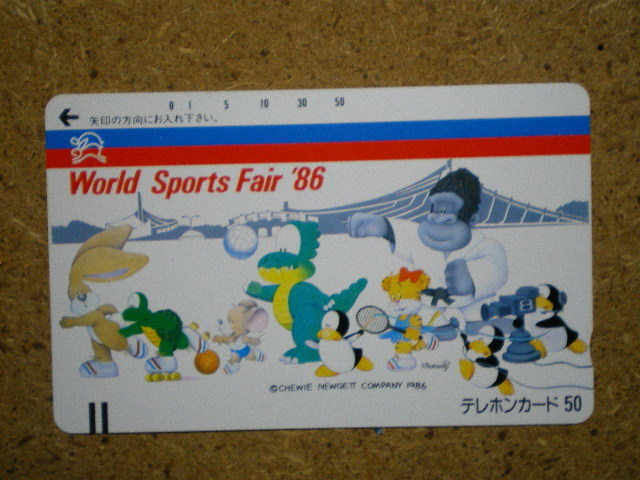 0 1 5 10 30 50
矢印の方向にお入れ下さい。
World Sports Fair '86
8
©CHEWIE NEWGETT COMPANY 1986
テレホンカード 50